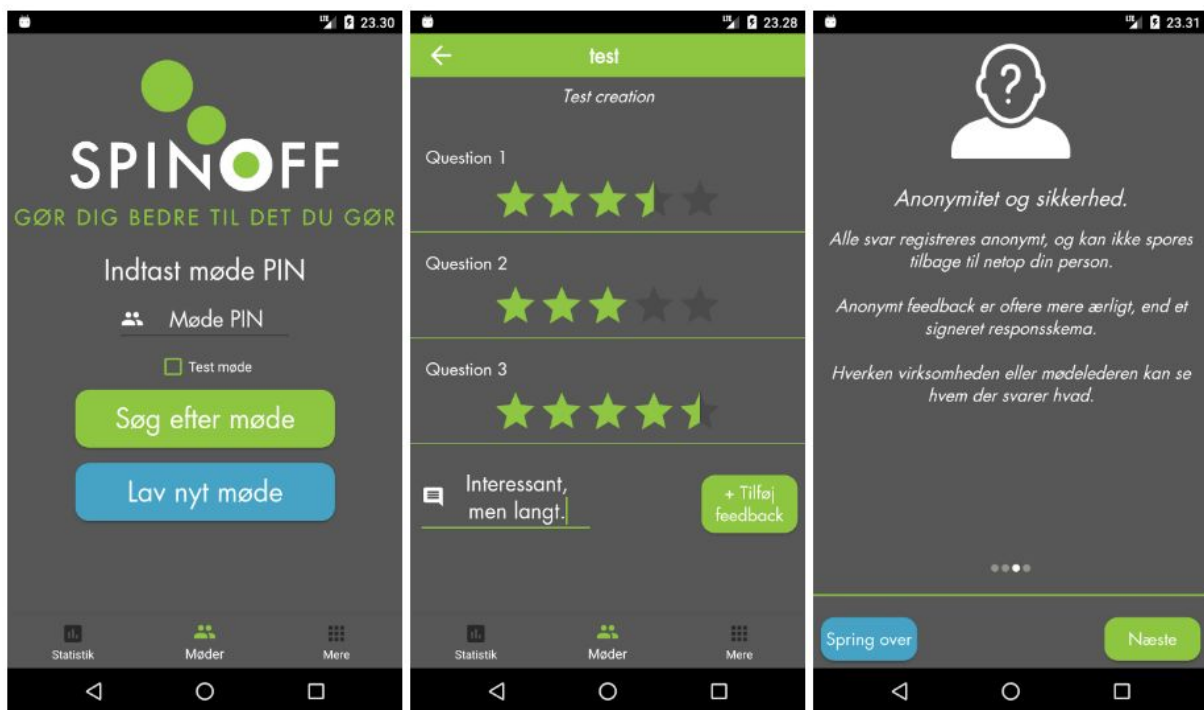 LTE 23.30
SPINOFF
GØR DIG BEDRE TIL DET DU GØR
Indtast møde PIN
Møde PIN
Test møde
Søg efter møde
Lav nyt møde
Statistik Møder Mere
LTE 23.28
test
Test creation
Question 1
Question 2
Question 3
Interessant,
men langt.
+ Tilføj
feedback
Statistik Møder Mere
LTE 23.31
?
Anonymitet og sikkerhed.
Alle svar registreres anonymt, og kan ikke spores
tilbage til netop din person.
Anonymt feedback er oftere mere ærligt, end et
signeret responsskema.
Hverken virksomheden eller mødelederen kan se
hvem der svarer hvad.
Spring over Næste